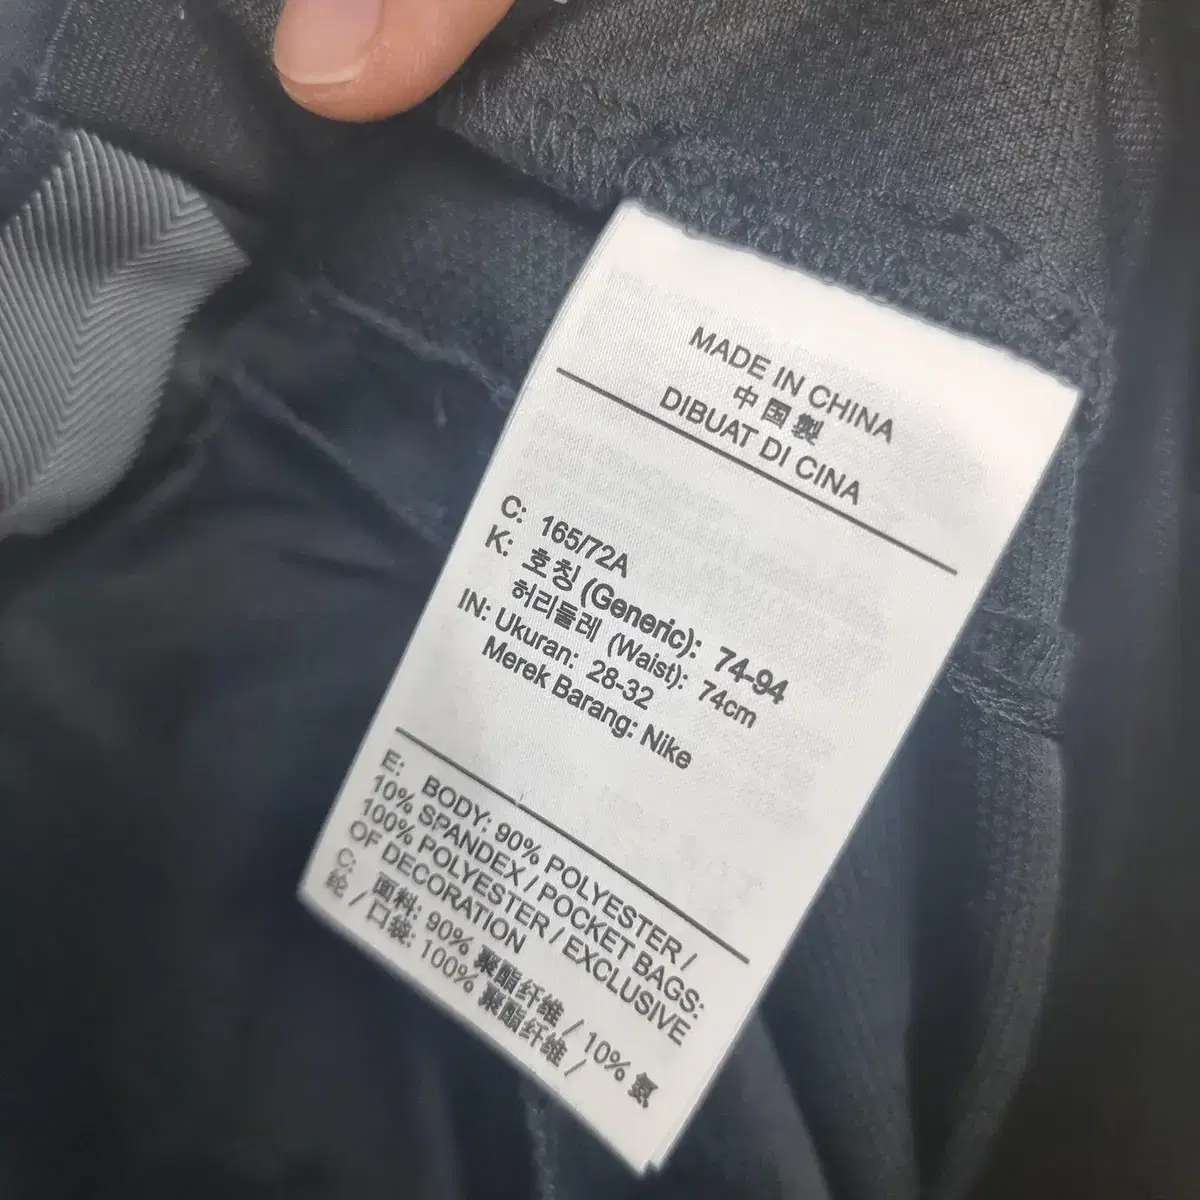 MADE IN CHINA
中国製
DIBUAT DI CINA
C: 165/72A
K: 호칭 (Generic): 74-94
허리둘레 (Waist): 74cm
IN: Ukuran: 28-32
Merek Barang: Nike
E: BODY: 90% POLYESTER /
10% SPANDEX / POCKET BAGS:
100% POLYESTER / EXCLUSIVE
OF DECORATION
C: 面料: 90% 聚酯纤维 / 10% 氨
纶 / 口袋: 100% 聚酯纤维 /